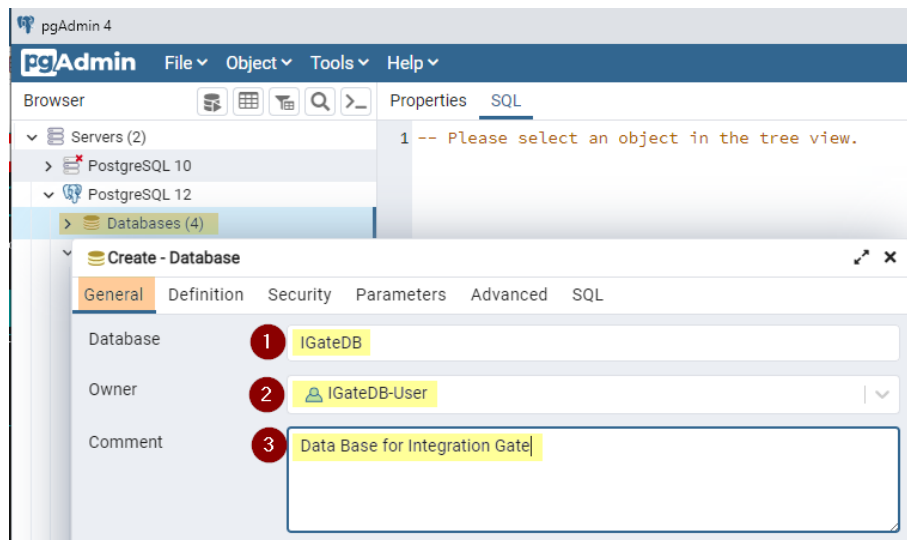 pgAdmin 4
pgAdmin File Object Tools Help
Browser Properties SQL
Servers (2)
1 -- Please select an object in the tree view.
PostgreSQL 10
PostgreSQL 12
Databases (4)
Create - Database
General Definition Security Parameters Advanced SQL
Database 1 IGateDB
Owner 2 IGateDB-User
Comment 3 Data Base for Integration Gate